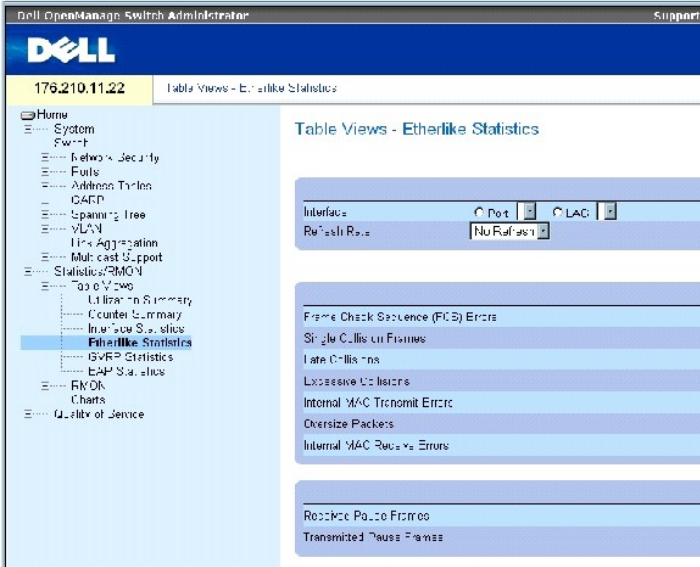 Dell OpenManage Switch Administrator
Support
DELL
176.210.11.22
Table Views - Etherlike Statistics
Home
System
Switch
Network Security
Ports
Address Tables
GARP
Spanning Tree
VLAN
Link Aggregation
Multicast Support
Statistics/RMON
Table Views
Utilization Summary
Counter Summary
Interface Statistics
Etherlike Statistics
GVRP Statistics
EAP Statistics
RMON
Charts
Quality of Service
Table Views - Etherlike Statistics
Interface Port LAG
Refresh Rate No Refresh
Frame Check Sequence (FCS) Errors
Single Collision Frames
Late Collisions
Excessive Collisions
Internal MAC Transmit Errors
Oversize Packets
Internal MAC Receive Errors
Received Pause Frames
Transmitted Pause Frames